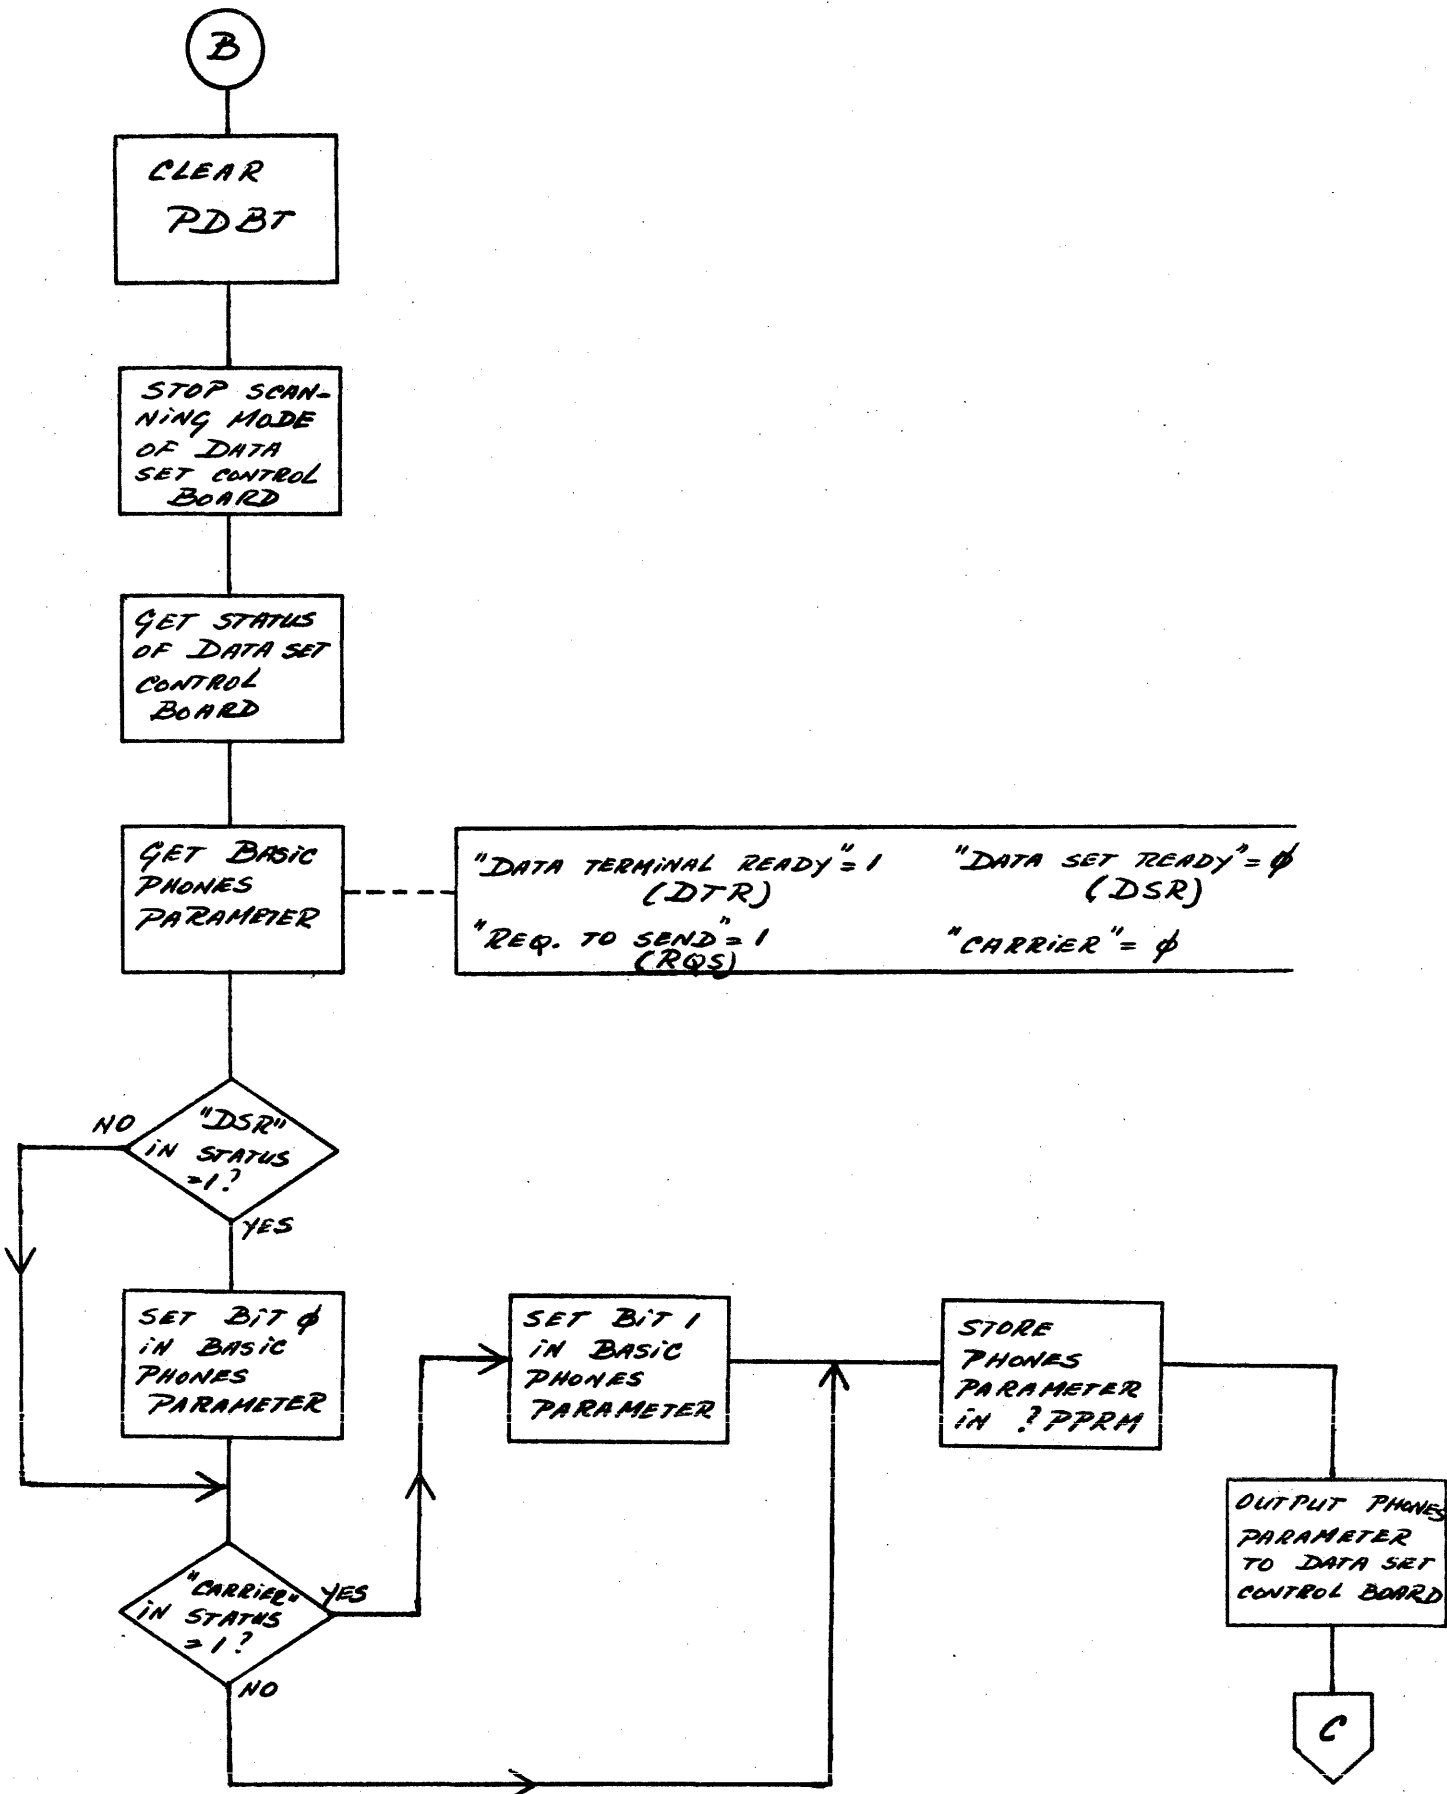 B
CLEAR
PDBT
STOP SCAN-
NING MODE
OF DATA
SET CONTROL
BOARD
GET STATUS
OF DATA SET
CONTROL
BOARD
GET BASIC
PHONES
PARAMETER
"DATA TERMINAL READY"=1
(DTR)
"REQ. TO SEND"=1
(RQS)
"DATA SET READY"=φ
(DSR)
"CARRIER"=φ
NO
"DSR"
IN STATUS
=1?
YES
SET BIT φ
IN BASIC
PHONES
PARAMETER
"CARRIER"
IN STATUS
=1?
YES
NO
SET BIT 1
IN BASIC
PHONES
PARAMETER
STORE
PHONES
PARAMETER
IN ?PPRM
OUTPUT PHONES
PARAMETER
TO DATA SET
CONTROL BOARD
C